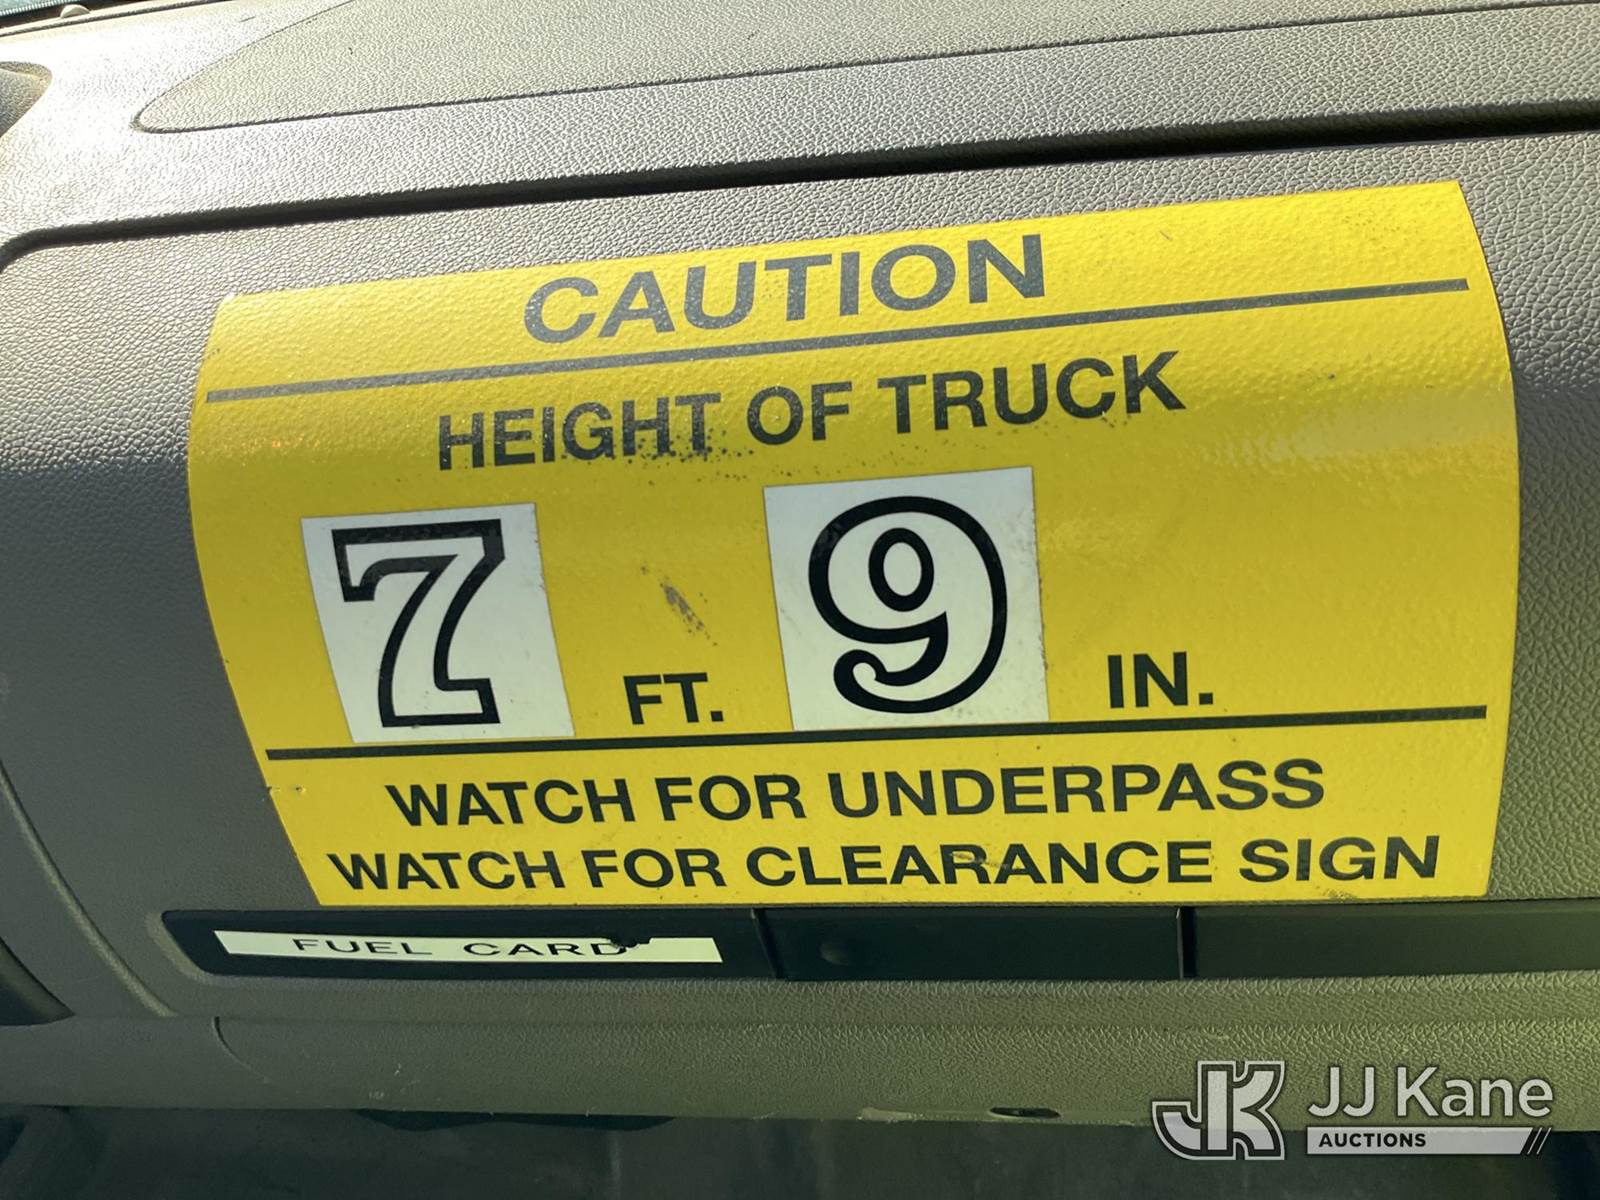 CAUTION
HEIGHT OF TRUCK
7 FT. 9 IN.
WATCH FOR UNDERPASS
WATCH FOR CLEARANCE SIGN
FUEL CARD
JK JJ Kane
AUCTIONS